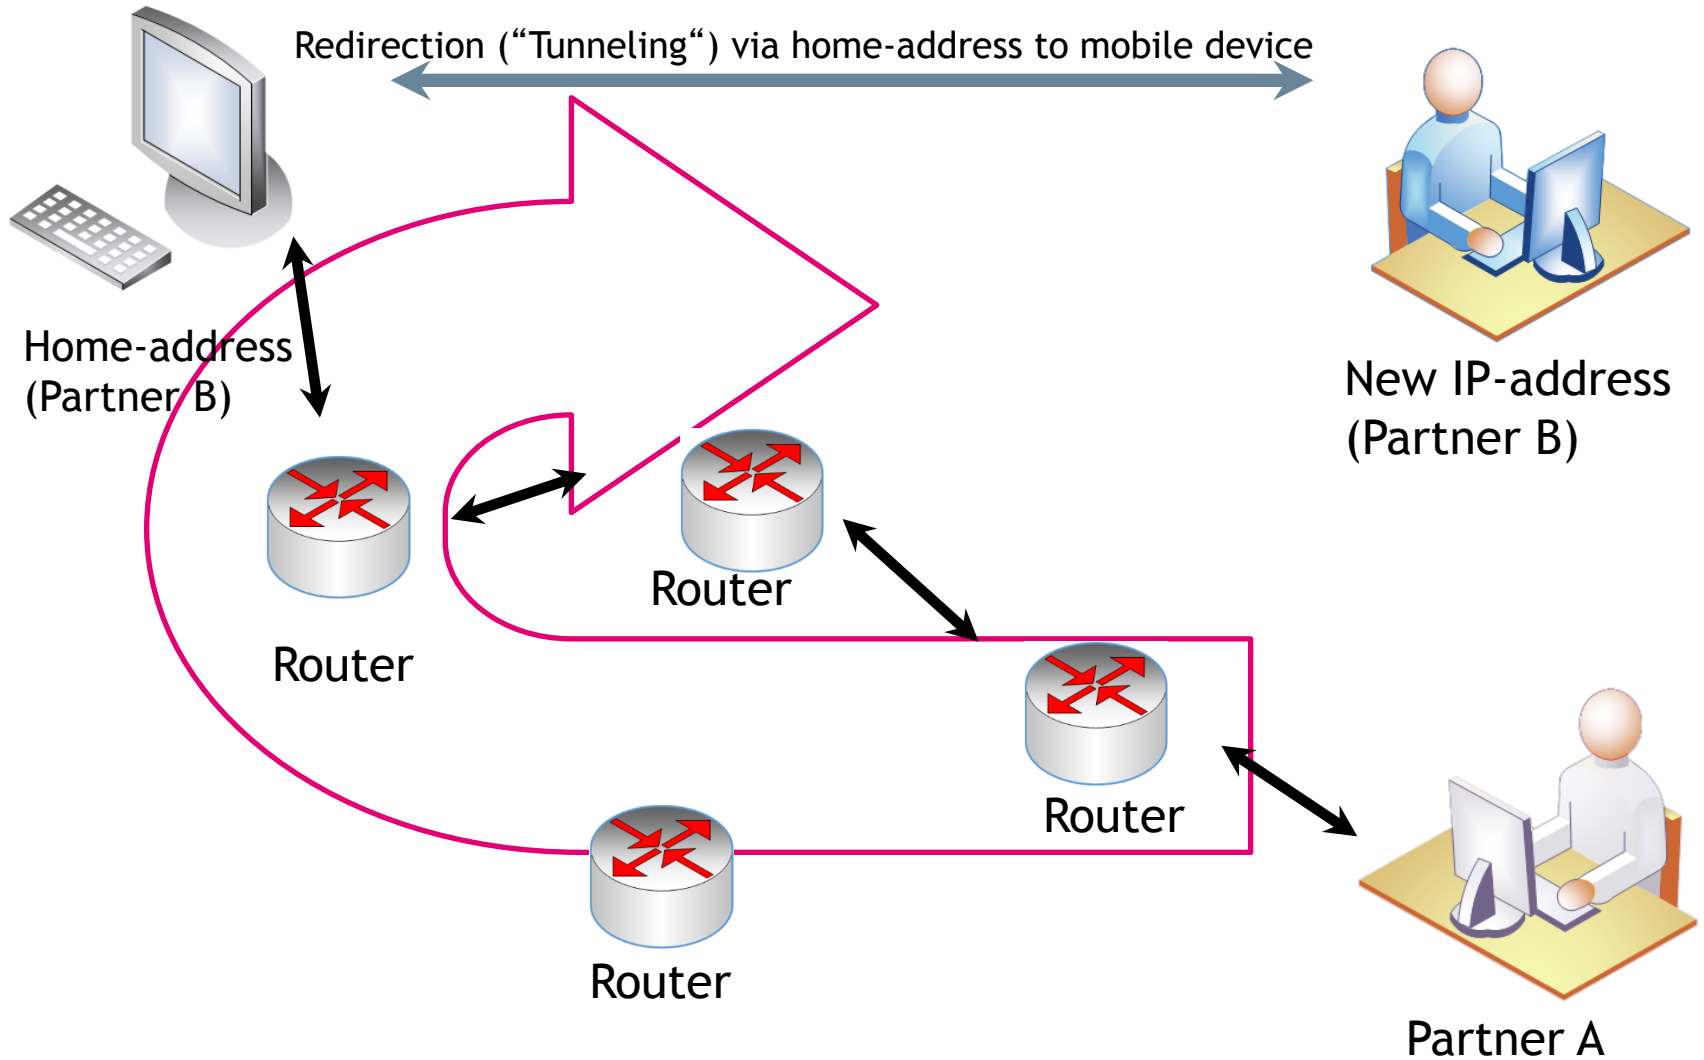 Redirection (“Tunneling“) via home-address to mobile device
Home-address
(Partner B)
New IP-address
(Partner B)
Router
Router
Router
Router
Partner A